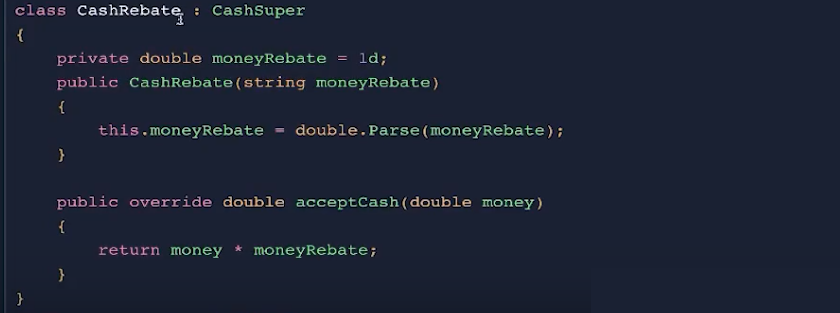 class CashRebate : CashSuper
{
    private double moneyRebate = 1d;
    public CashRebate(string moneyRebate)
    {
        this.moneyRebate = double.Parse(moneyRebate);
    }

    public override double acceptCash(double money)
    {
        return money * moneyRebate;
    }
}